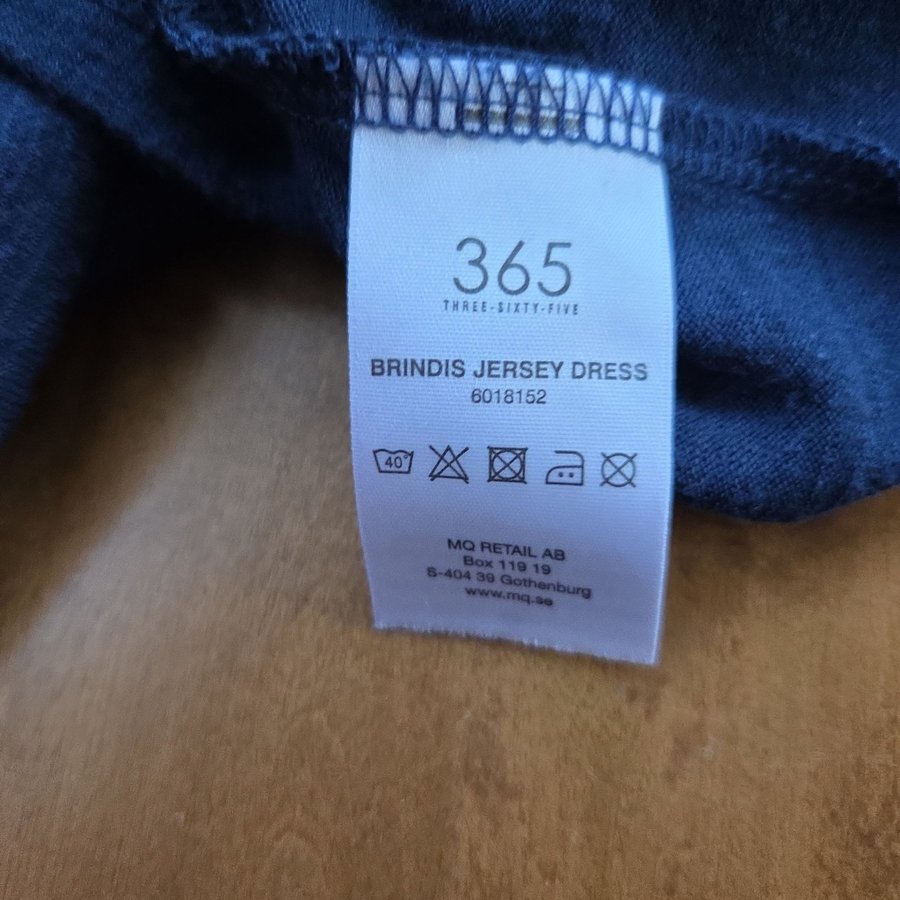 365
THREE-SIXTY-FIVE
BRINDIS JERSEY DRESS
6018152
40°
MQ RETAIL AB
Box 119 19
S-404 39 Gothenburg
www.mq.se